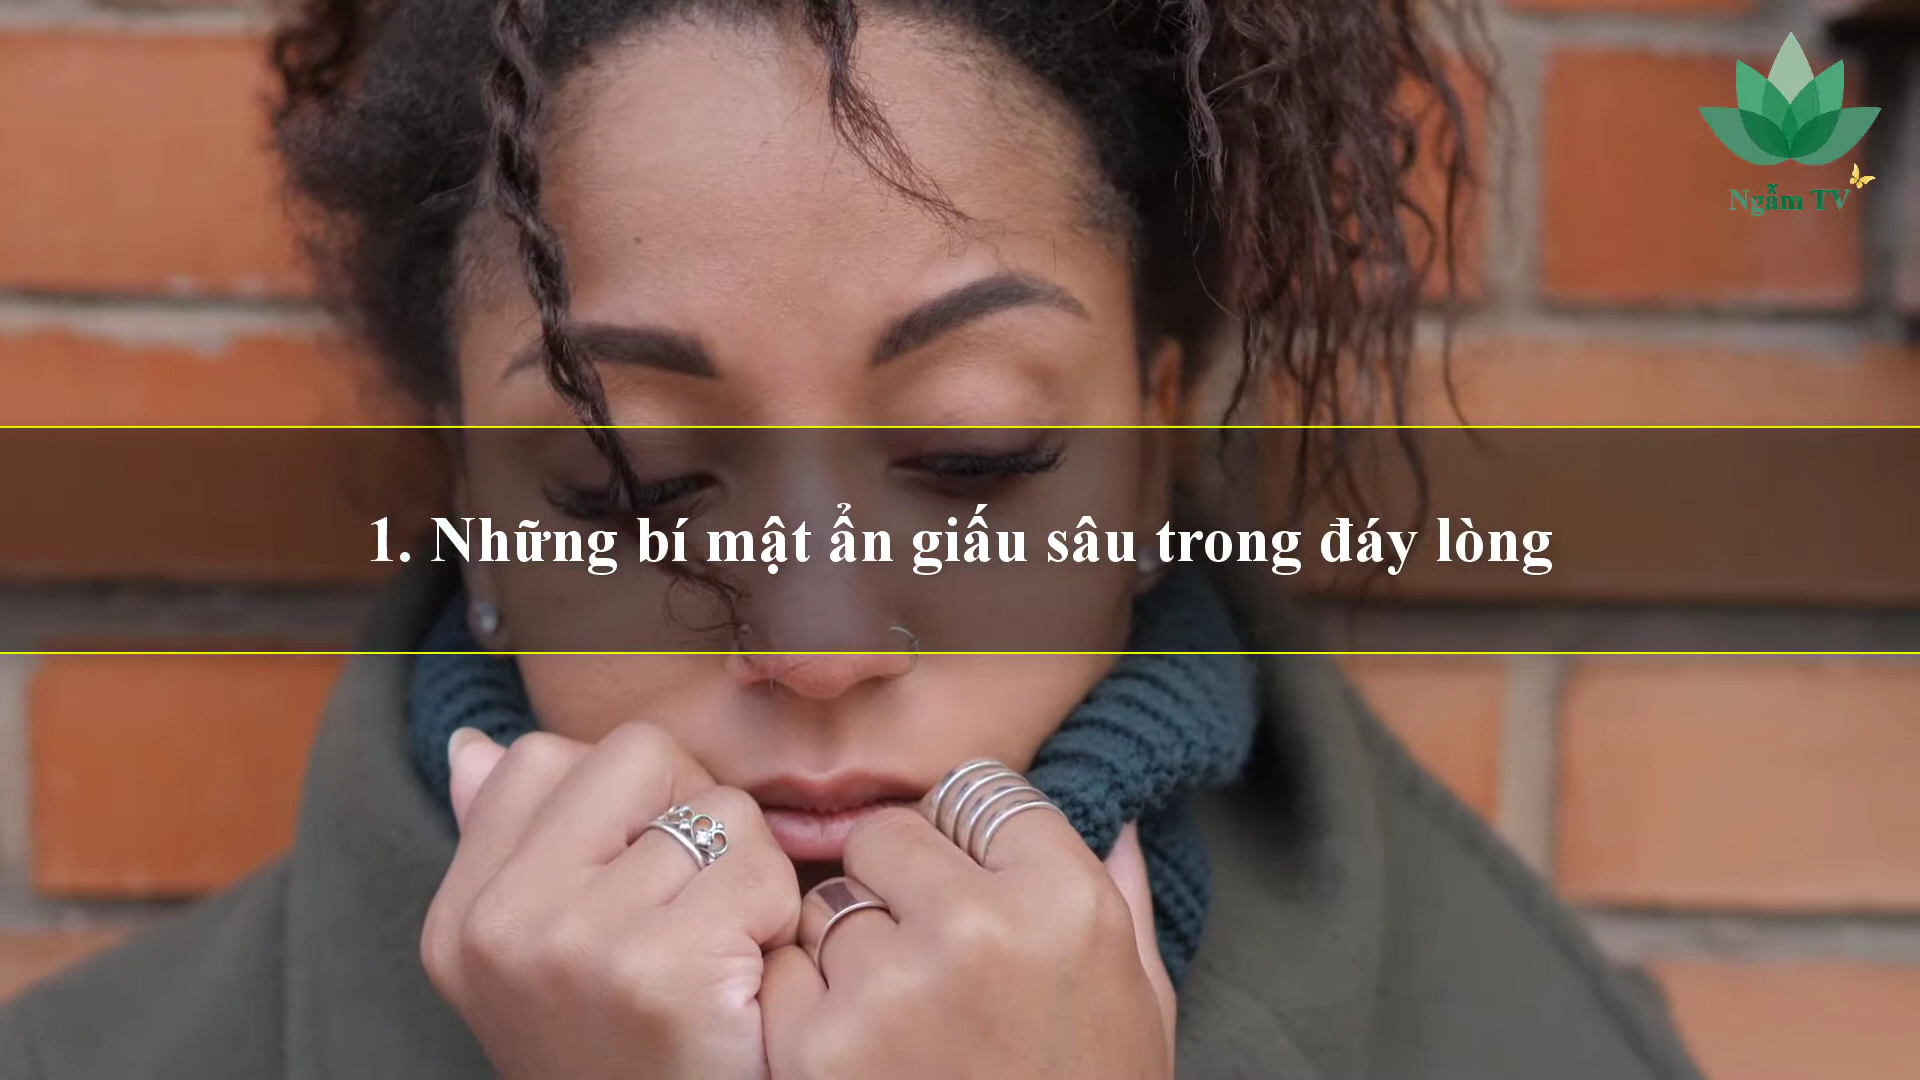 Ngẫm TV
1. Những bí mật ẩn giấu sâu trong đáy lòng